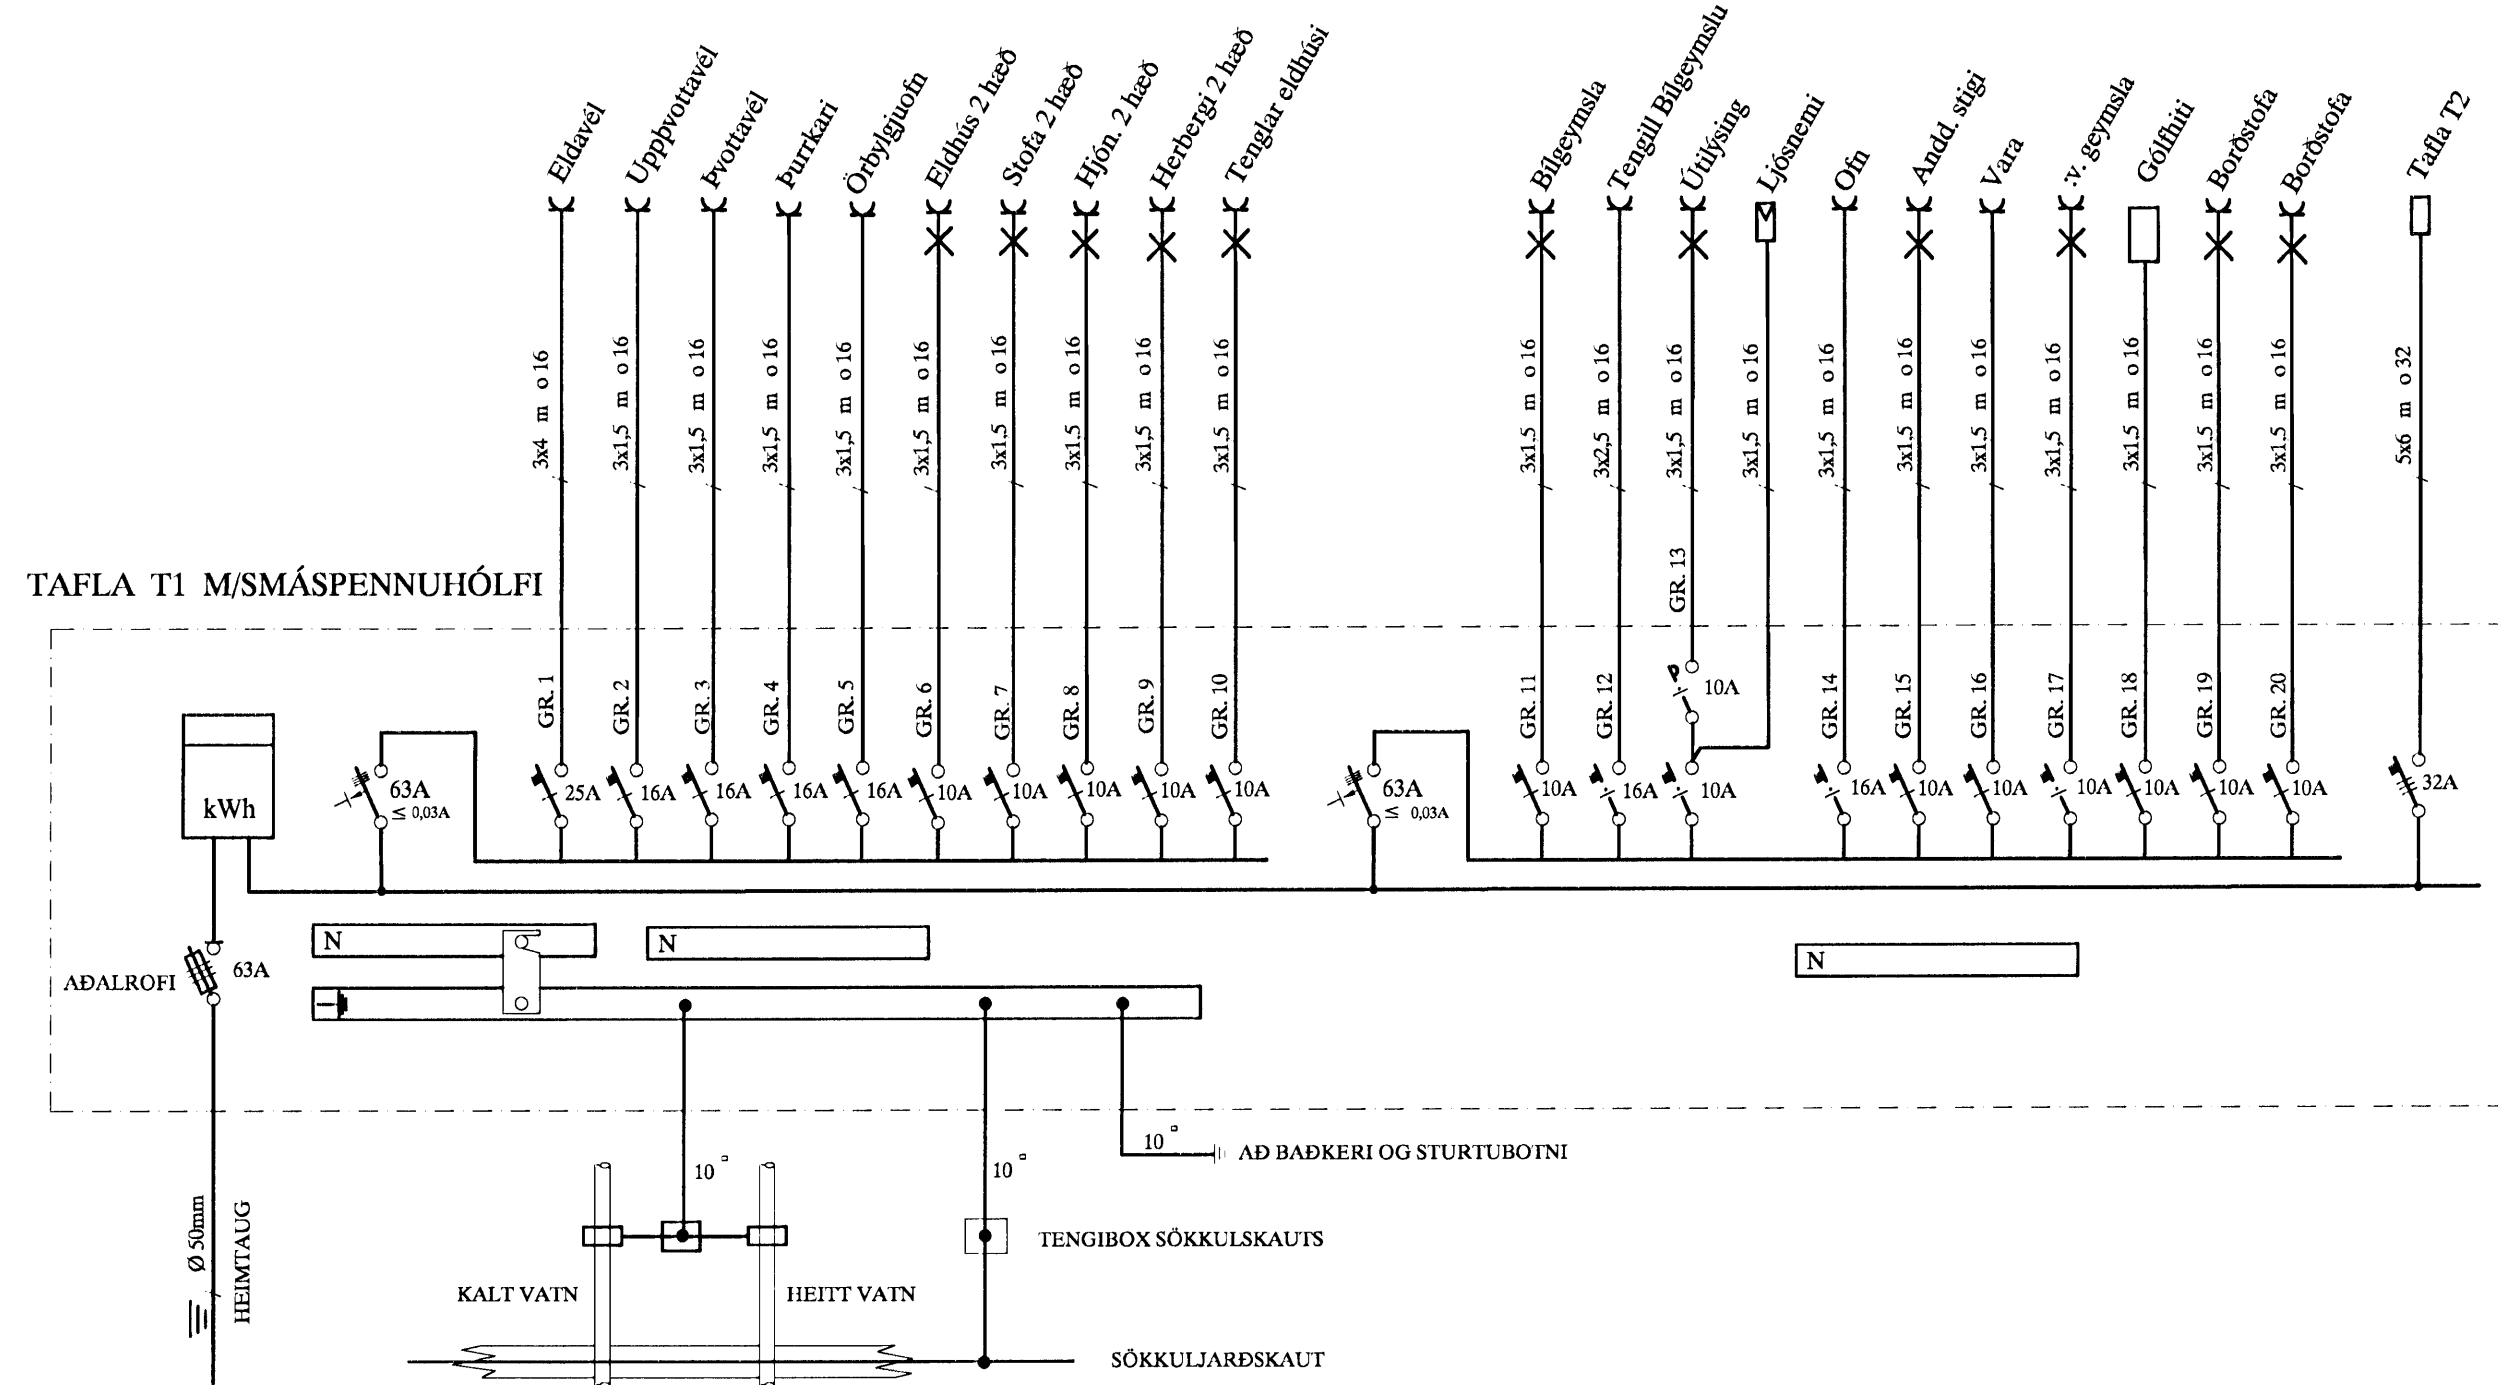 Eldavél
Uppþvottavél
Þvottavél
Þurrkari
Örbylgjuofn
Eldhús 2 hæð
Stofa 2 hæð
Hjón. 2 hæð
Herbergi 2 hæð
Tenglar eldhúsi
Bílgeymsla
Tengill Bílgeymslu
Útilýsing
Ljósnemi
Ofn
Andd. stigi
Vara
:v. geymsla
Gólfhiti
Borðstofa
Borðstofa
Tafla T2
3x4 m o 16
3x1,5 m o 16
3x1,5 m o 16
3x1,5 m o 16
3x1,5 m o 16
3x1,5 m o 16
3x1,5 m o 16
3x1,5 m o 16
3x1,5 m o 16
3x1,5 m o 16
3x1,5 m o 16
3x2,5 m o 16
3x1,5 m o 16
3x1,5 m o 16
3x1,5 m o 16
3x1,5 m o 16
3x1,5 m o 16
3x1,5 m o 16
3x1,5 m o 16
3x1,5 m o 16
3x1,5 m o 16
5x6 m o 32
TAFLA T1 M/SMÁSPENNUHÓLFI
GR. 1
GR. 2
GR. 3
GR. 4
GR. 5
GR. 6
GR. 7
GR. 8
GR. 9
GR. 10
GR. 11
GR. 12
GR. 13
10A
GR. 14
GR. 15
GR. 16
GR. 17
GR. 18
GR. 19
GR. 20
kWh
63A
≤ 0,03A
25A
16A
16A
16A
16A
10A
10A
10A
10A
10A
63A
≤ 0,03A
10A
16A
10A
16A
10A
10A
10A
10A
10A
10A
32A
N
N
N
AÐALROFI
63A
10 □
AÐ BAÐKERI OG STURTUBOTNI
10 □
10 □
Ø 50mm
HEIMTAUG
TENGIBOX SÖKKULSKAUTS
KALT VATN
HEITT VATN
SÖKKULJARÐSKAUT